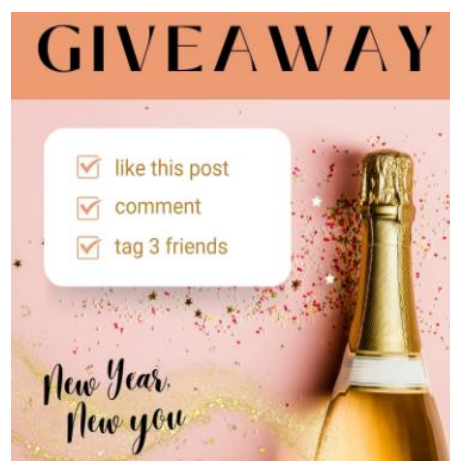 GIVEAWAY
like this post
comment
tag 3 friends
New Year,
New you